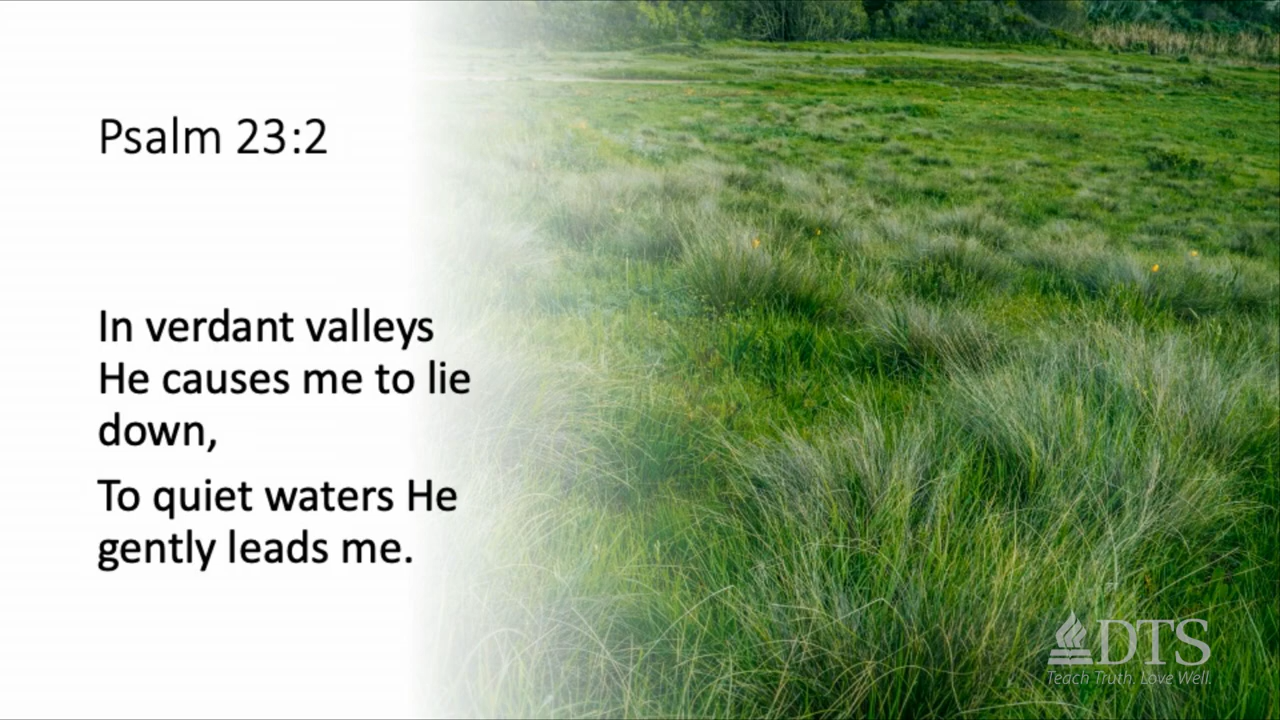 Psalm 23:2
In verdant valleys
He causes me to lie
down,
To quiet waters He
gently leads me.
DTS
Teach Truth. Love Well.